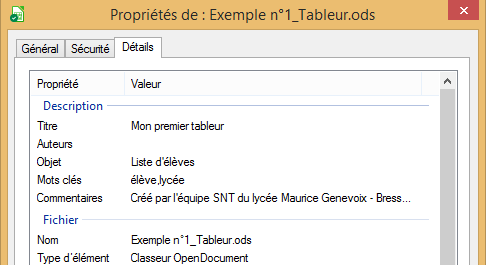 Propriétés de : Exemple n°1_Tableur.ods
Général Sécurité Détails
Propriété Valeur
Description
Titre Mon premier tableur
Auteurs
Objet Liste d'élèves
Mots clés élève,lycée
Commentaires Créé par l'équipe SNT du lycée Maurice Genevoix - Bress...
Fichier
Nom Exemple n°1_Tableur.ods
Type d'élément Classeur OpenDocument